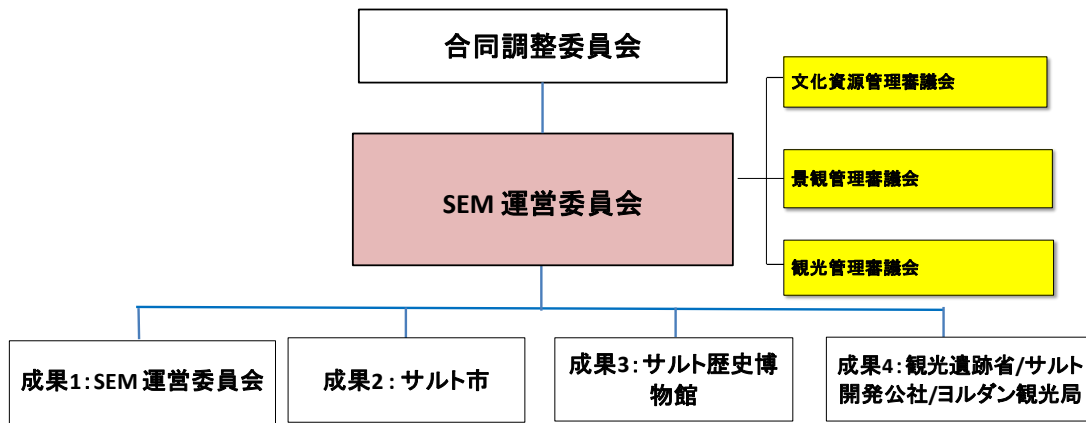 合同調整委員会
文化資源管理審議会
SEM 運営委員会
景観管理審議会
観光管理審議会
成果1：SEM 運営委員会
成果2：サルト市
成果3：サルト歴史博
物館
成果4：観光遺跡省/サルト
開発公社/ヨルダン観光局